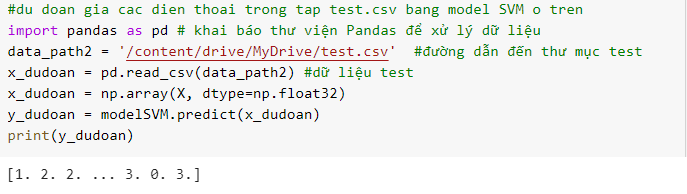 #du doan gia cac dien thoai trong tap test.csv bang model SVM o tren
import pandas as pd # khai báo thư viện Pandas để xử lý dữ liệu
data_path2 = '/content/drive/MyDrive/test.csv'  #đường dẫn đến thư mục test
x_dudoan = pd.read_csv(data_path2) #dữ liệu test
x_dudoan = np.array(X, dtype=np.float32)
y_dudoan = modelSVM.predict(x_dudoan)
print(y_dudoan)
[1. 2. 2. ... 3. 0. 3.]